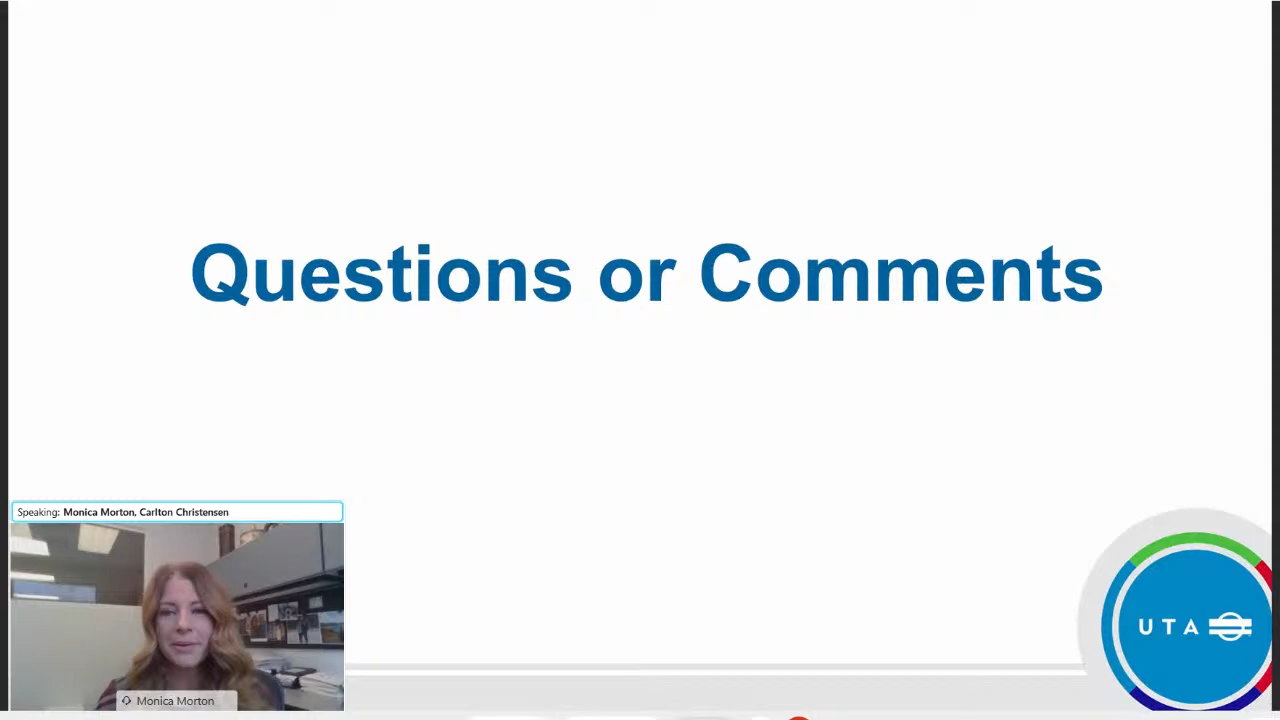 Questions or Comments
Speaking: Monica Morton, Carlton Christensen
Monica Morton
UTA